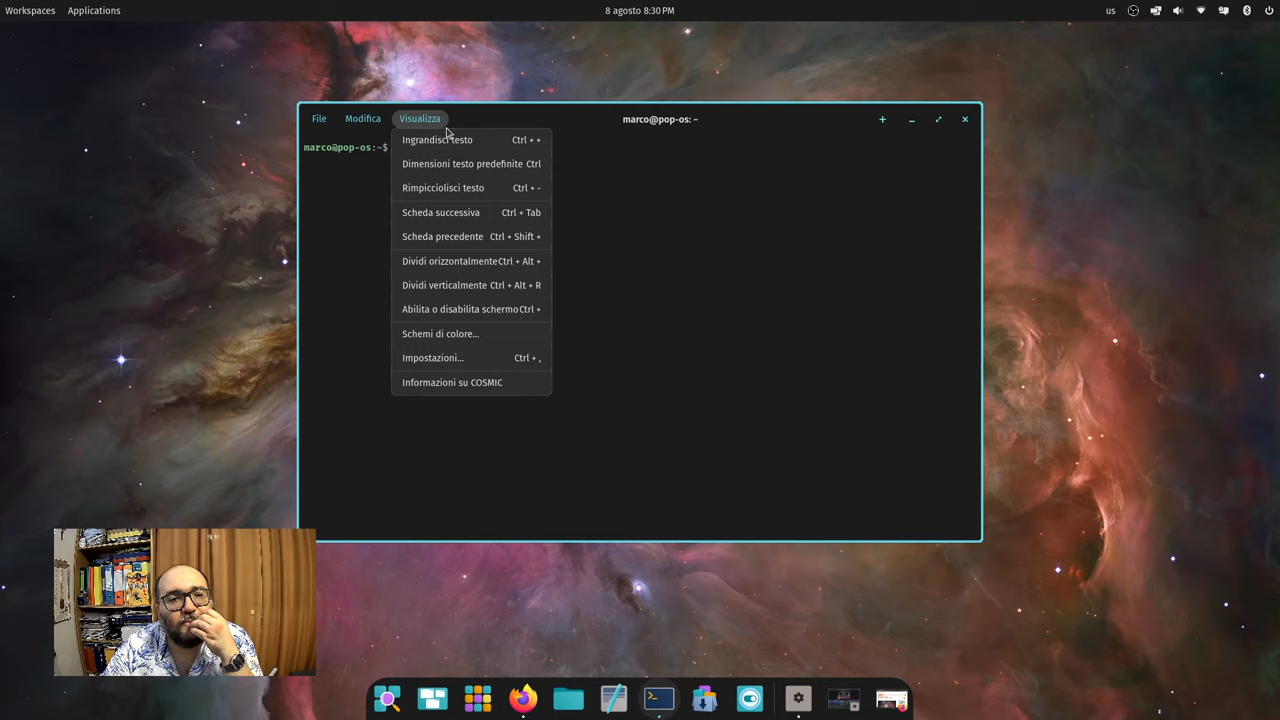 Workspaces Applications 8 agosto 8:30 PM us
File Modifica Visualizza marco@pop-os: ~
marco@pop-os:~$
Ingrandisci testo Ctrl + +
Dimensioni testo predefinite Ctrl
Rimpicciolisci testo Ctrl + -
Scheda successiva Ctrl + Tab
Scheda precedente Ctrl + Shift +
Dividi orizzontalmente Ctrl + Alt +
Dividi verticalmente Ctrl + Alt + R
Abilita o disabilita schermo Ctrl +
Schemi di colore...
Impostazioni... Ctrl + ,
Informazioni su COSMIC